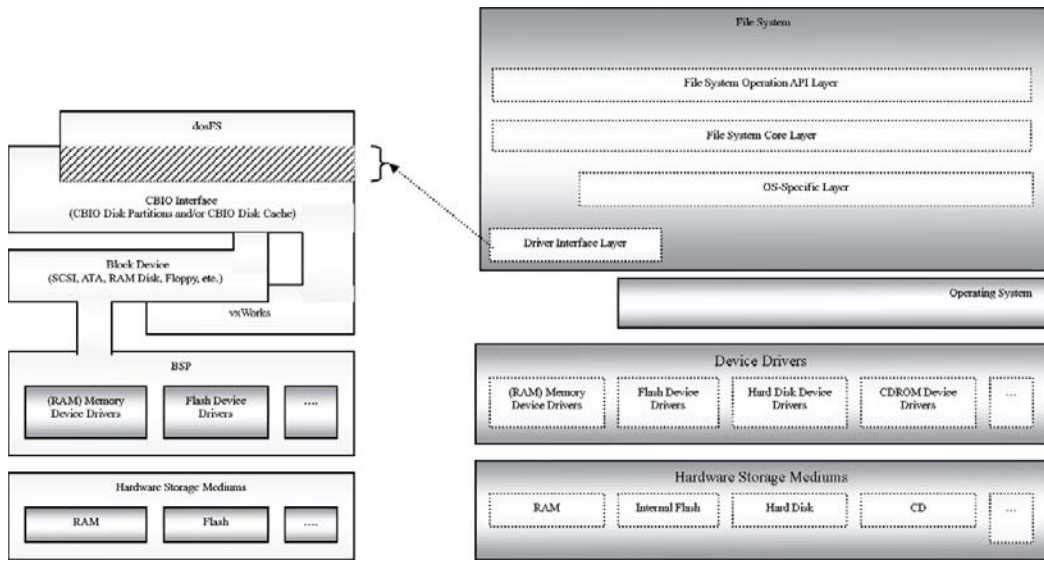 dosFS
CBIO Interface
(CBIO Disk Partitions and/or CBIO Disk Cache)
Block Device
(SCSI, ATA, RAM Disk, Floppy, etc.)
vxWorks
BSP
(RAM) Memory
Device Drivers
Flash Device
Drivers
....
Hardware Storage Mediums
RAM
Flash
....
File System
File System Operation API Layer
File System Core Layer
OS-Specific Layer
Driver Interface Layer
Operating System
Device Drivers
(RAM) Memory
Device Drivers
Flash Device
Drivers
Hard Disk Device
Drivers
CDROM Device
Drivers
...
Hardware Storage Mediums
RAM
Internal Flash
Hard Disk
CD
...